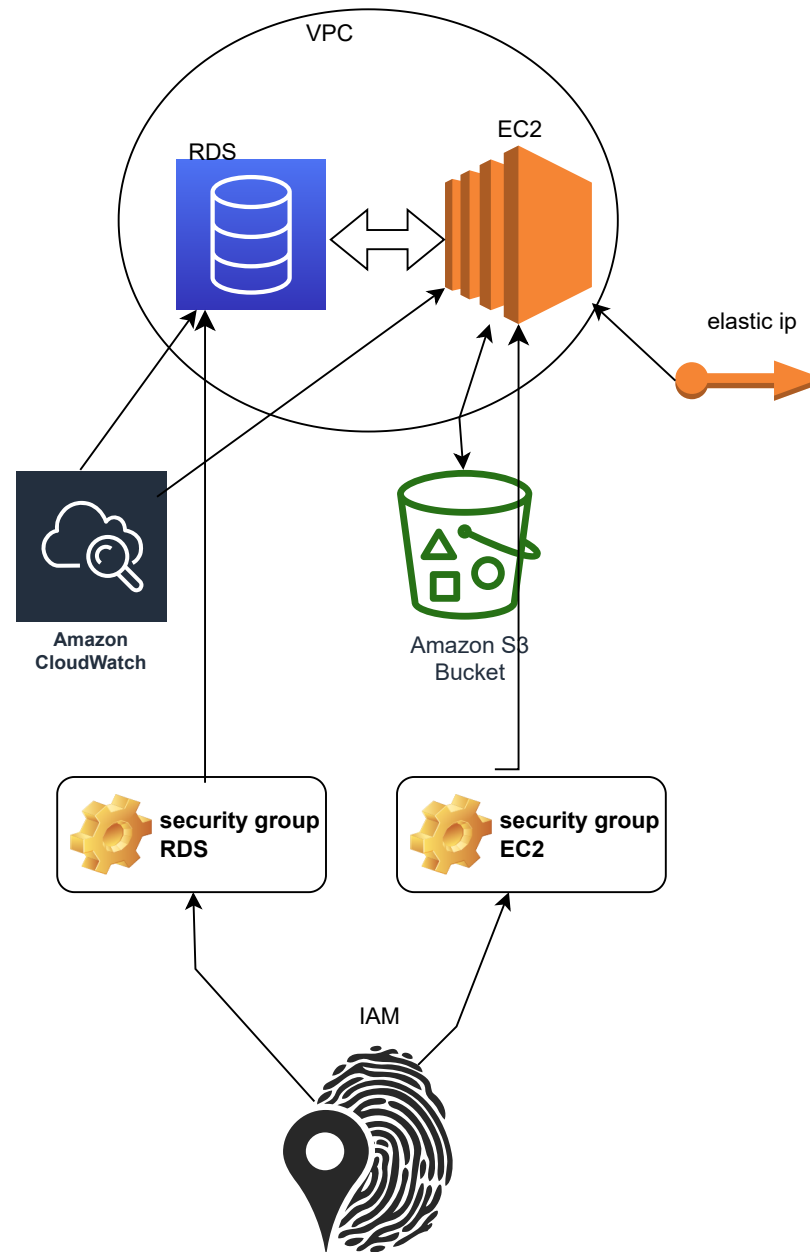 VPC
EC2
RDS
elastic ip
Amazon
CloudWatch
Amazon S3
Bucket
security group
RDS
security group
EC2
IAM